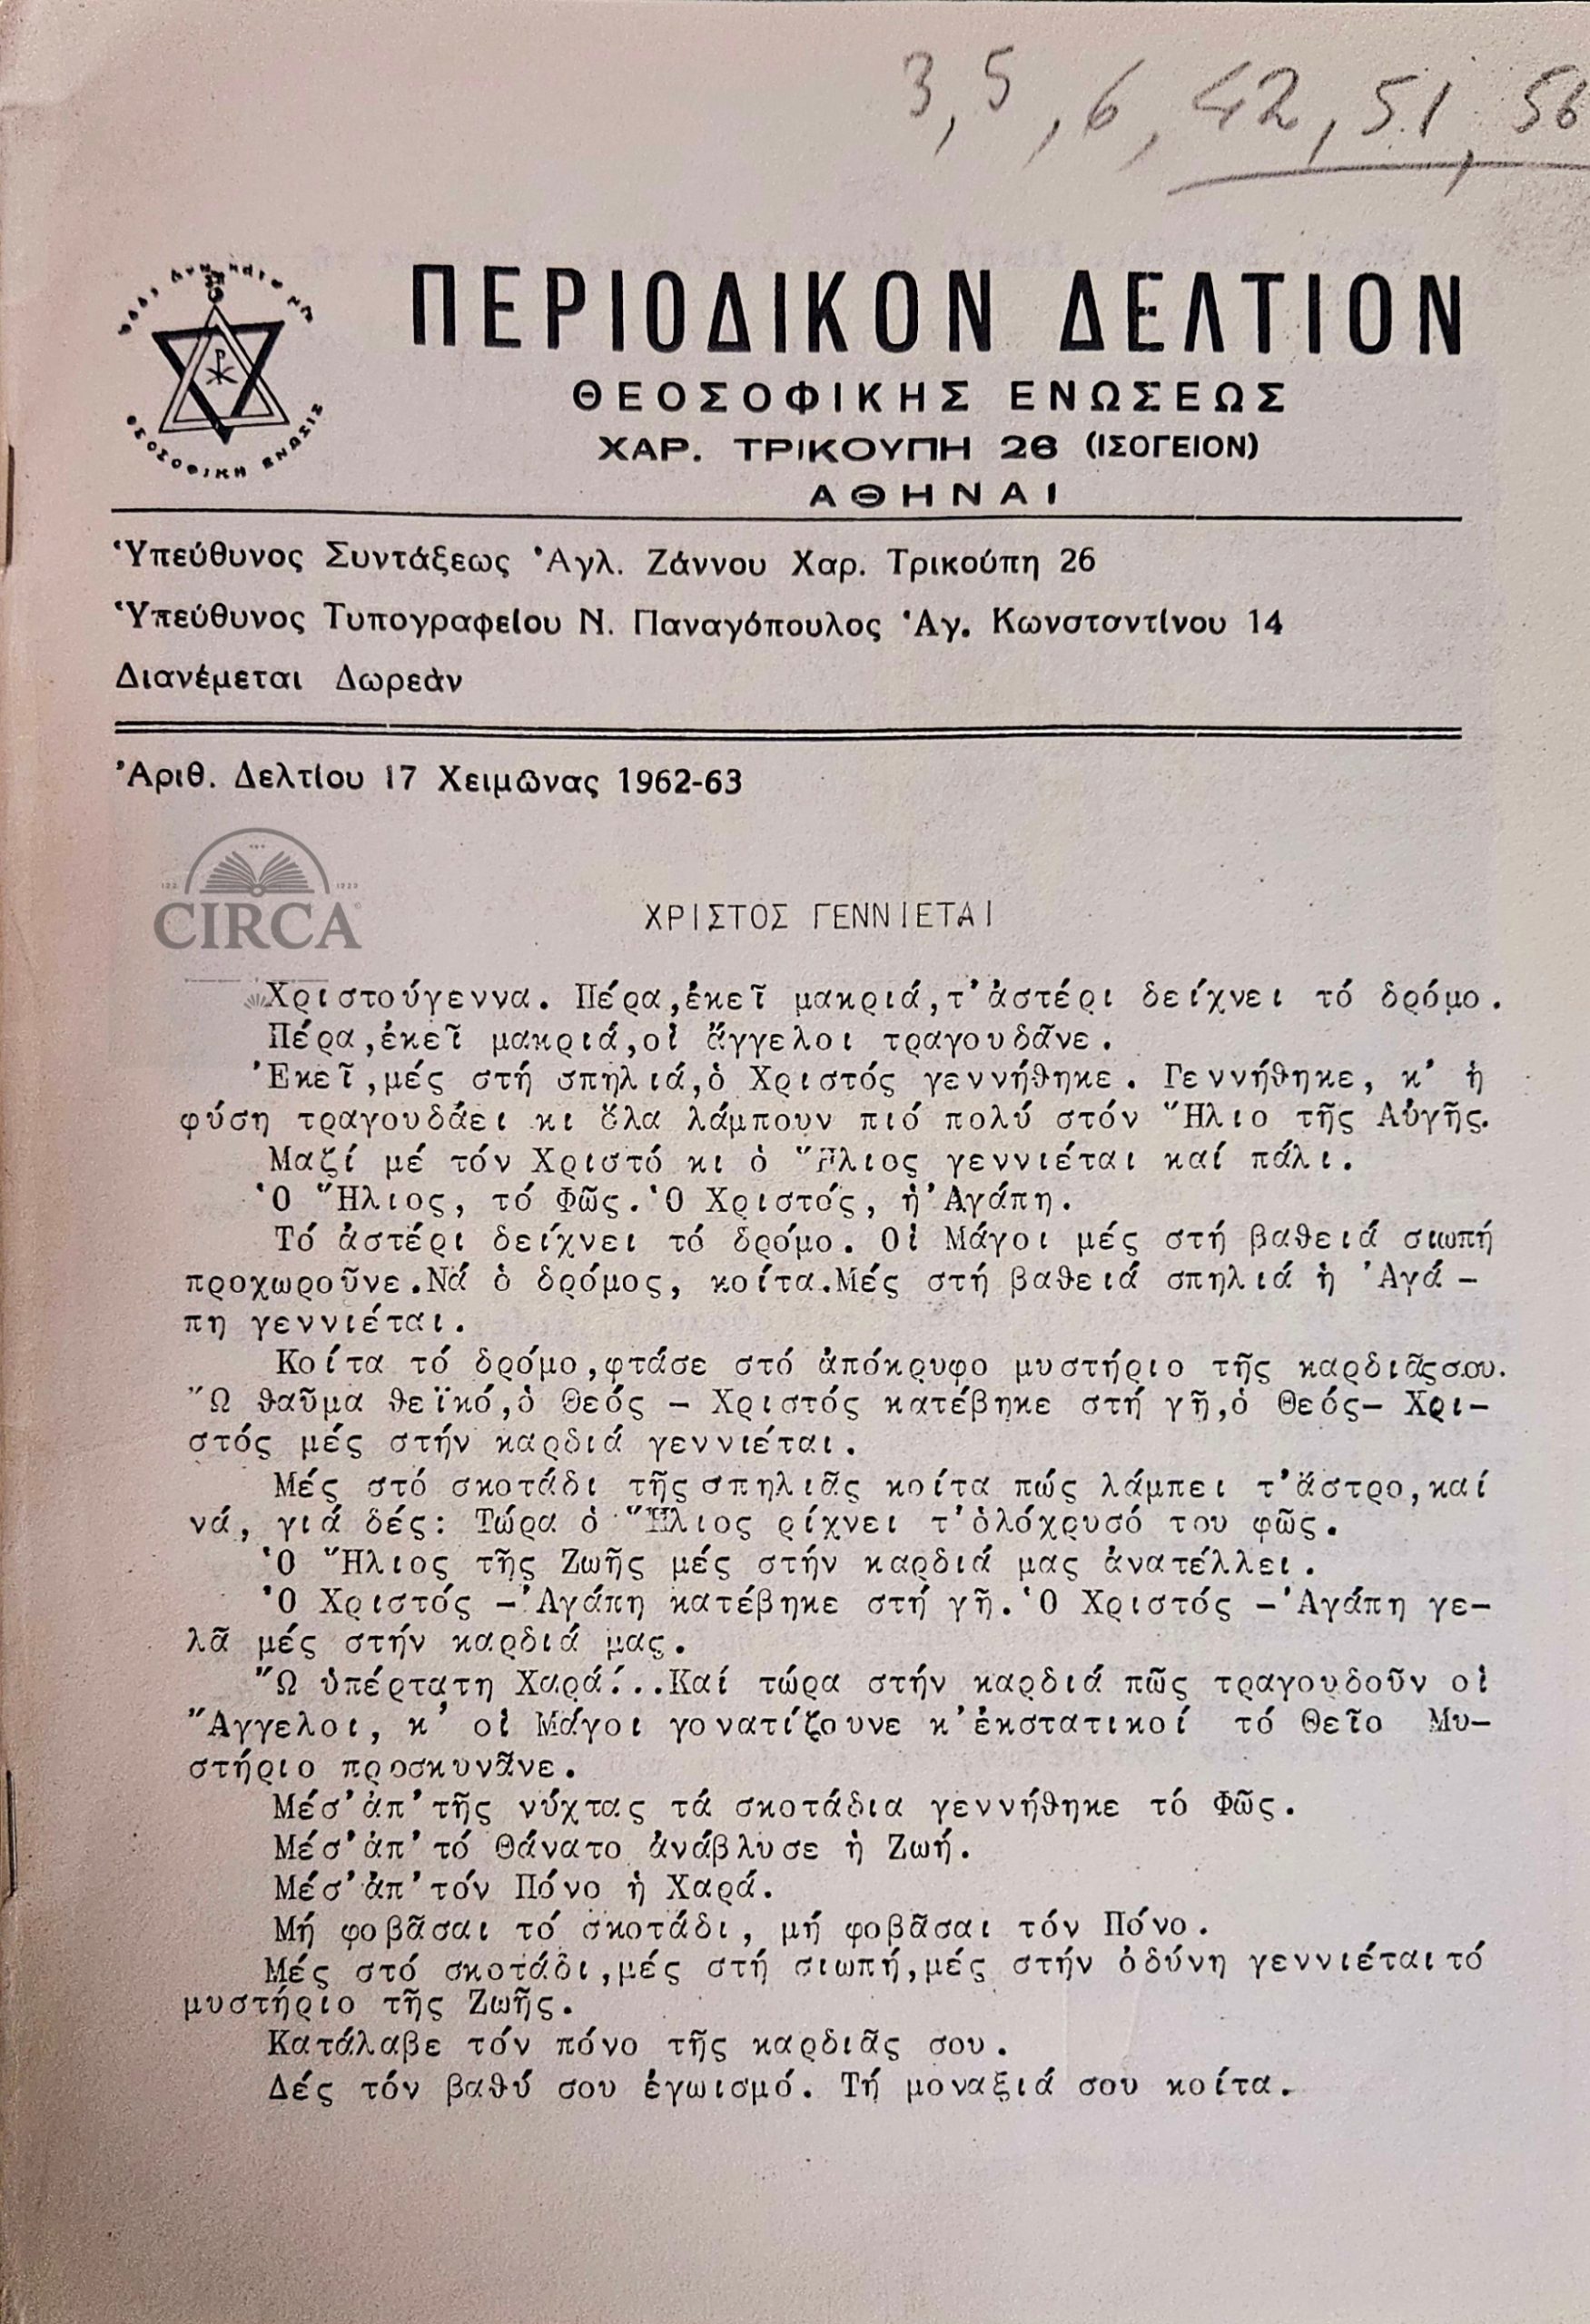 3, 5, 6, 42, 51, 56
ΠΕΡΙΟΔΙΚΟΝ ΔΕΛΤΙΟΝ
ΘΕΟΣΟΦΙΚΗΣ ΕΝΩΣΕΩΣ
ΧΑΡ. ΤΡΙΚΟΥΠΗ 26 (ΙΣΟΓΕΙΟΝ)
ΑΘΗΝΑΙ
ΘΕΟΣΟΦΙΚΗ ΕΝΩΣΙΣ
Ὑπεύθυνος Συντάξεως Ἀγλ. Ζάννου Χαρ. Τρικούπη 26
Ὑπεύθυνος Τυπογραφείου Ν. Παναγόπουλος Ἁγ. Κωνσταντίνου 14
Διανέμεται Δωρεὰν
Ἀριθ. Δελτίου 17 Χειμῶνας 1962-63
CIRCA
ΧΡΙΣΤΟΣ ΓΕΝΝΙΕΤΑΙ
Χριστούγεννα. Πέρα,ἐκεῖ μακριά,τ'ἀστέρι δείχνει τό δρόμο.
Πέρα,ἐκεῖ μακριά,οἱ ἄγγελοι τραγουδᾶνε.
Ἐκεῖ,μές στή σπηλιά,ὁ Χριστός γεννήθηκε. Γεννήθηκε, κ' ἡ
φύση τραγουδάει κι ὅλα λάμπουν πιό πολύ στόν Ἥλιο τῆς Αὐγῆς.
Μαζί μέ τόν Χριστό κι ὁ Ἥλιος γεννιέται καί πάλι.
Ὁ Ἥλιος, τό Φῶς. Ὁ Χριστός, ἡ Ἀγάπη.
Τό ἀστέρι δείχνει τό δρόμο. Οἱ Μάγοι μές στή βαθειά σιωπή
προχωροῦνε.Νά ὁ δρόμος, κοίτα.Μές στή βαθειά σπηλιά ἡ Ἀγά-
πη γεννιέται.
Κοίτα τό δρόμο,φτάσε στό ἀπόκρυφο μυστήριο τῆς καρδιᾶς σου.
Ὢ θαῦμα θεϊκό,ὁ Θεός - Χριστός κατέβηκε στή γῆ,ὁ Θεός- Χρι-
στός μές στήν καρδιά γεννιέται.
Μές στό σκοτάδι τῆς σπηλιᾶς κοίτα πώς λάμπει τ'ἄστρο,καί
νά, γιά δές: Τώρα ὁ Ἥλιος ρίχνει τ'ὁλόχρυσό του φῶς.
Ὁ Ἥλιος τῆς Ζωῆς μές στήν καρδιά μας ἀνατέλλει.
Ὁ Χριστός -Ἀγάπη κατέβηκε στή γῆ. Ὁ Χριστός -Ἀγάπη γε-
λᾶ μές στήν καρδιά μας.
Ὢ ὑπέρτατη Χαρά!..Καί τώρα στήν καρδιά πῶς τραγουδοῦν οἱ
Ἄγγελοι, κ' οἱ Μάγοι γονατίζουνε κ'ἐκστατικοί τό Θεῖο Μυ-
στήριο προσκυνᾶνε.
Μέσ'ἀπ'τῆς νύχτας τά σκοτάδια γεννήθηκε τό Φῶς.
Μέσ'ἀπ'τό Θάνατο ἀνάβλυσε ἡ Ζωή.
Μέσ'ἀπ'τόν Πόνο ἡ Χαρά.
Μή φοβᾶσαι τό σκοτάδι, μή φοβᾶσαι τόν Πόνο.
Μές στό σκοτάδι,μές στή σιωπή,μές στήν ὀδύνη γεννιέται τό
μυστήριο τῆς Ζωῆς.
Κατάλαβε τόν πόνο τῆς καρδιᾶς σου.
Δές τόν βαθύ σου ἐγωισμό. Τή μοναξιά σου κοίτα.